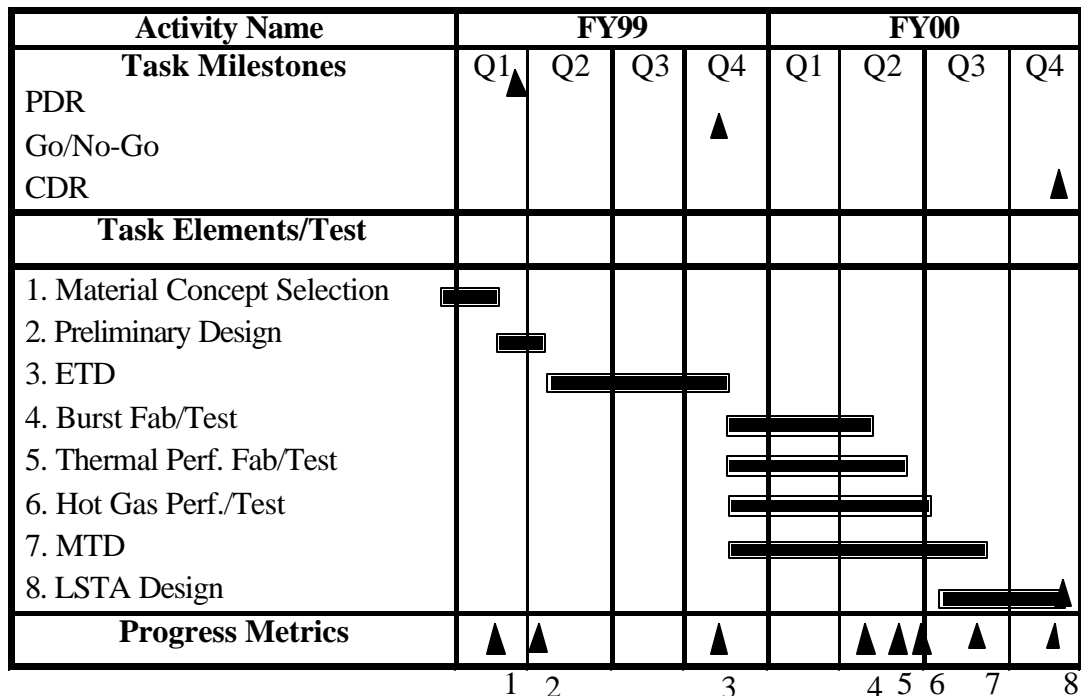 Activity Name FY99 FY00
Task Milestones Q1 Q2 Q3 Q4 Q1 Q2 Q3 Q4
PDR
Go/No-Go
CDR
Task Elements/Test
1. Material Concept Selection
2. Preliminary Design
3. ETD
4. Burst Fab/Test
5. Thermal Perf. Fab/Test
6. Hot Gas Perf./Test
7. MTD
8. LSTA Design
Progress Metrics
1 2 3 4 5 6 7 8